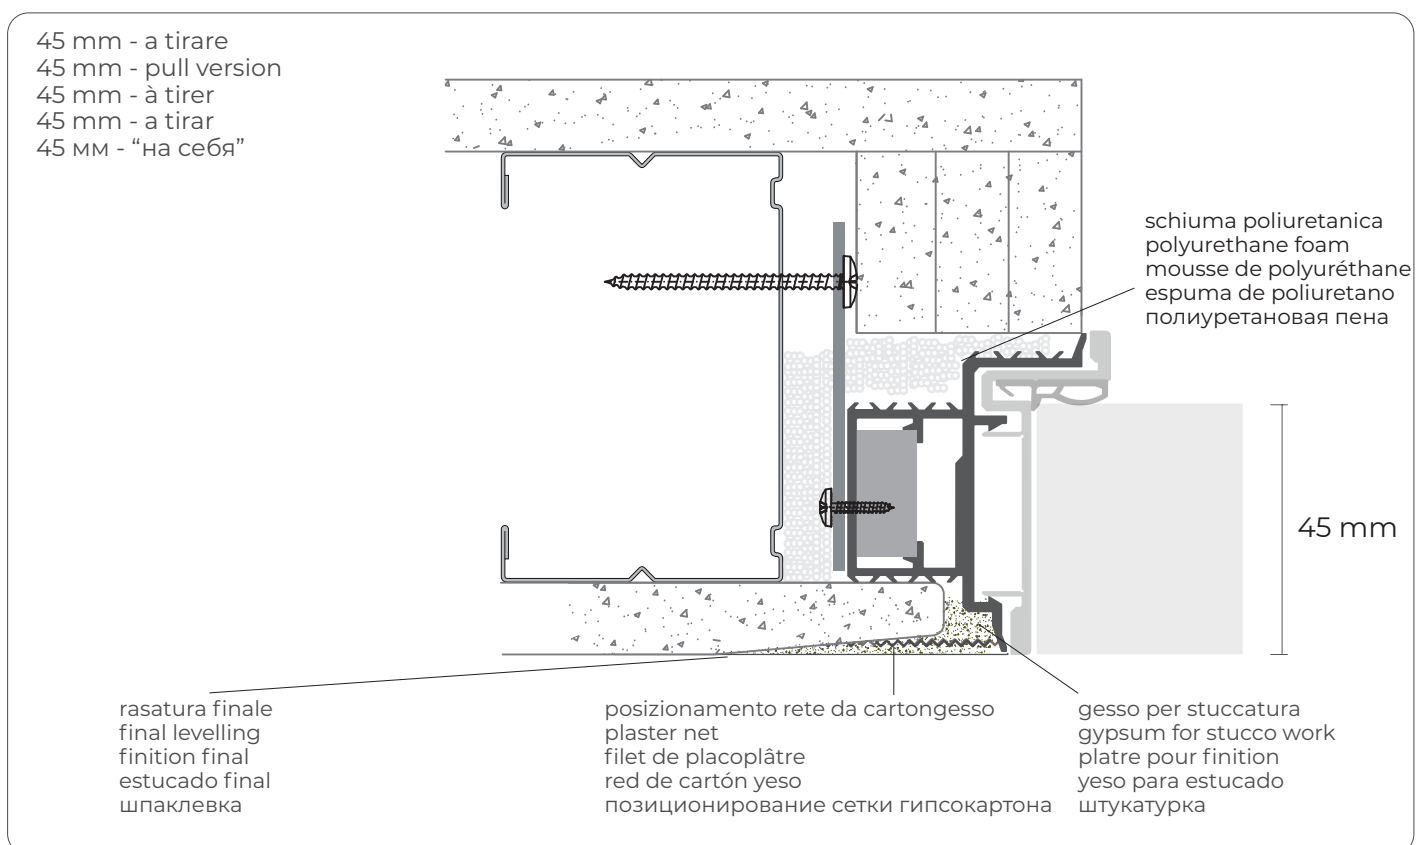 45 mm - a tirare
45 mm - pull version
45 mm - à tirer
45 mm - a tirar
45 мм - “на себя”
schiuma poliuretanica
polyurethane foam
mousse de polyuréthane
espuma de poliuretano
полиуретановая пена
45 mm
rasatura finale
final levelling
finition final
estucado final
шпаклевка
posizionamento rete da cartongesso
plaster net
filet de placoplâtre
red de cartón yeso
позиционирование сетки гипсокартона
gesso per stuccatura
gypsum for stucco work
platre pour finition
yeso para estucado
штукатурка